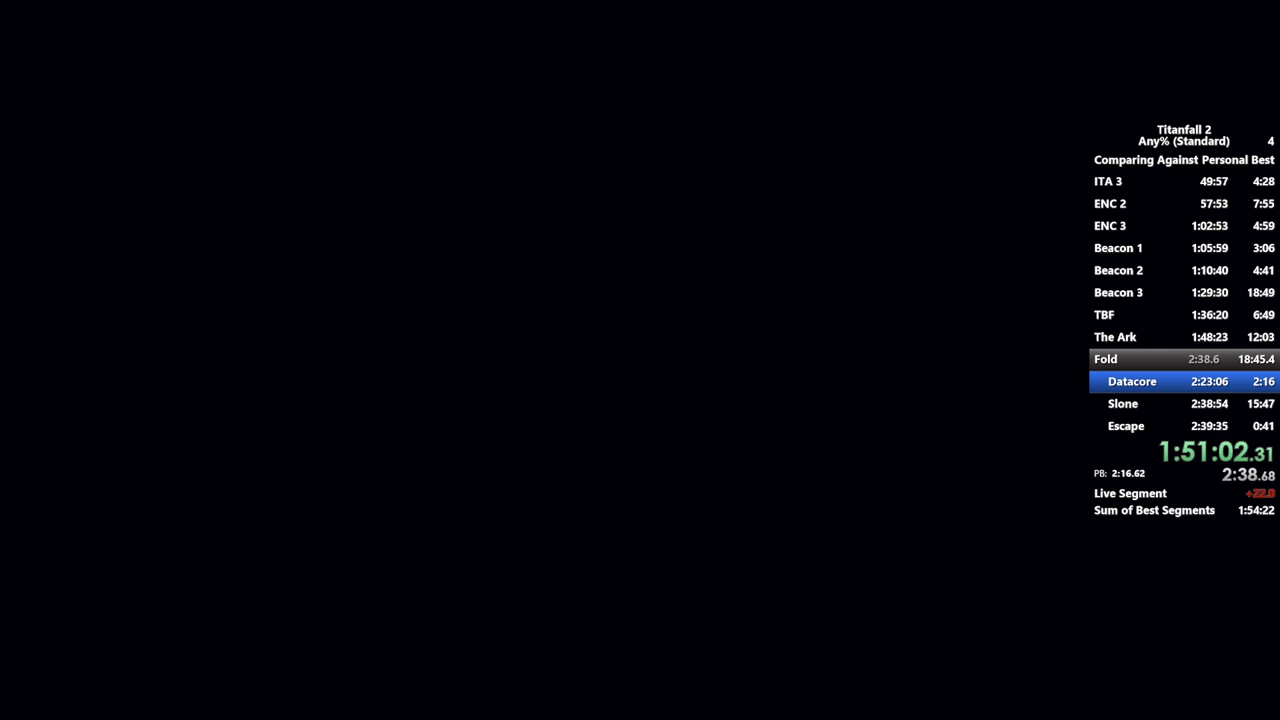 Titanfall 2
Any% (Standard) 4
Comparing Against Personal Best
ITA 3 49:57 4:28
ENC 2 57:53 7:55
ENC 3 1:02:53 4:59
Beacon 1 1:05:59 3:06
Beacon 2 1:10:40 4:41
Beacon 3 1:29:30 18:49
TBF 1:36:20 6:49
The Ark 1:48:23 12:03
Fold 2:38.6 18:45.4
Datacore 2:23:06 2:16
Slone 2:38:54 15:47
Escape 2:39:35 0:41
1:51:02.31
PB: 2:16.62 2:38.68
Live Segment +22.0
Sum of Best Segments 1:54:22